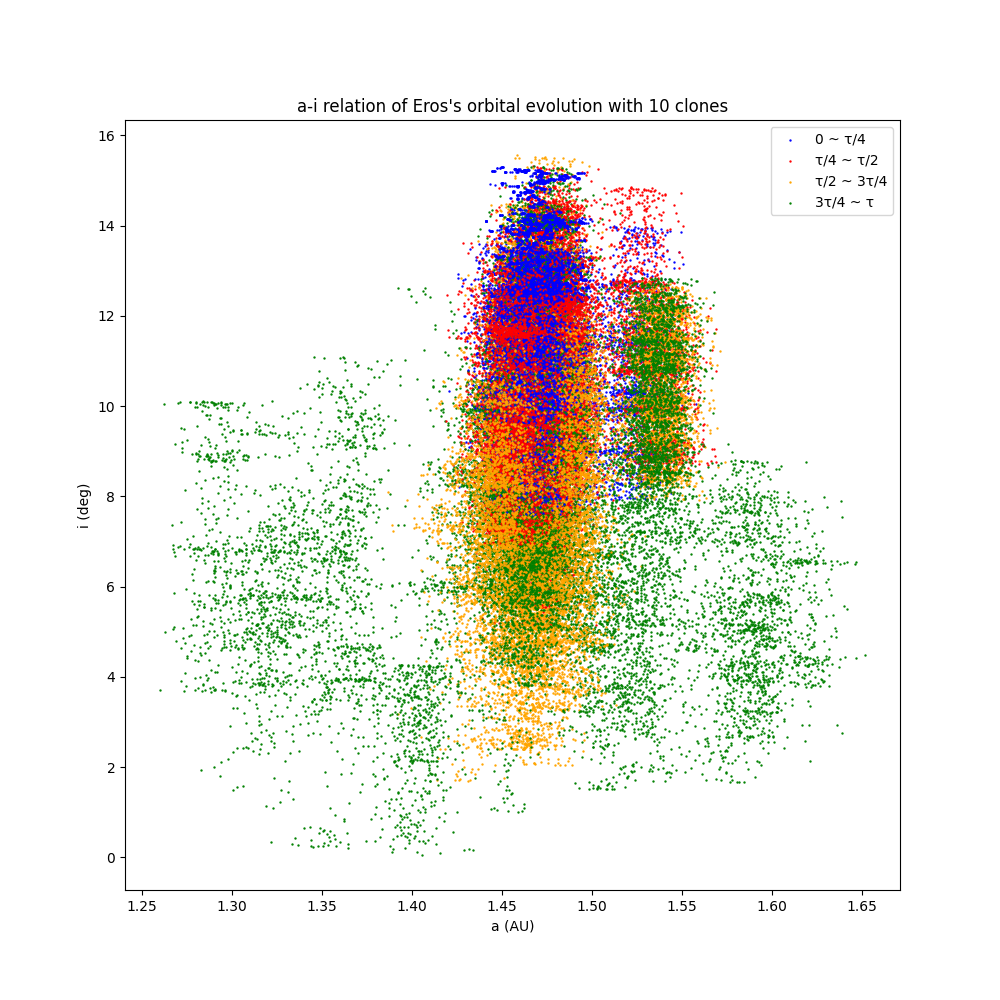 a-i relation of Eros's orbital evolution with 10 clones
0 ~ τ/4
τ/4 ~ τ/2
τ/2 ~ 3τ/4
3τ/4 ~ τ
16
14
12
10
8
6
4
2
0
i (deg)
1.25 1.30 1.35 1.40 1.45 1.50 1.55 1.60 1.65
a (AU)